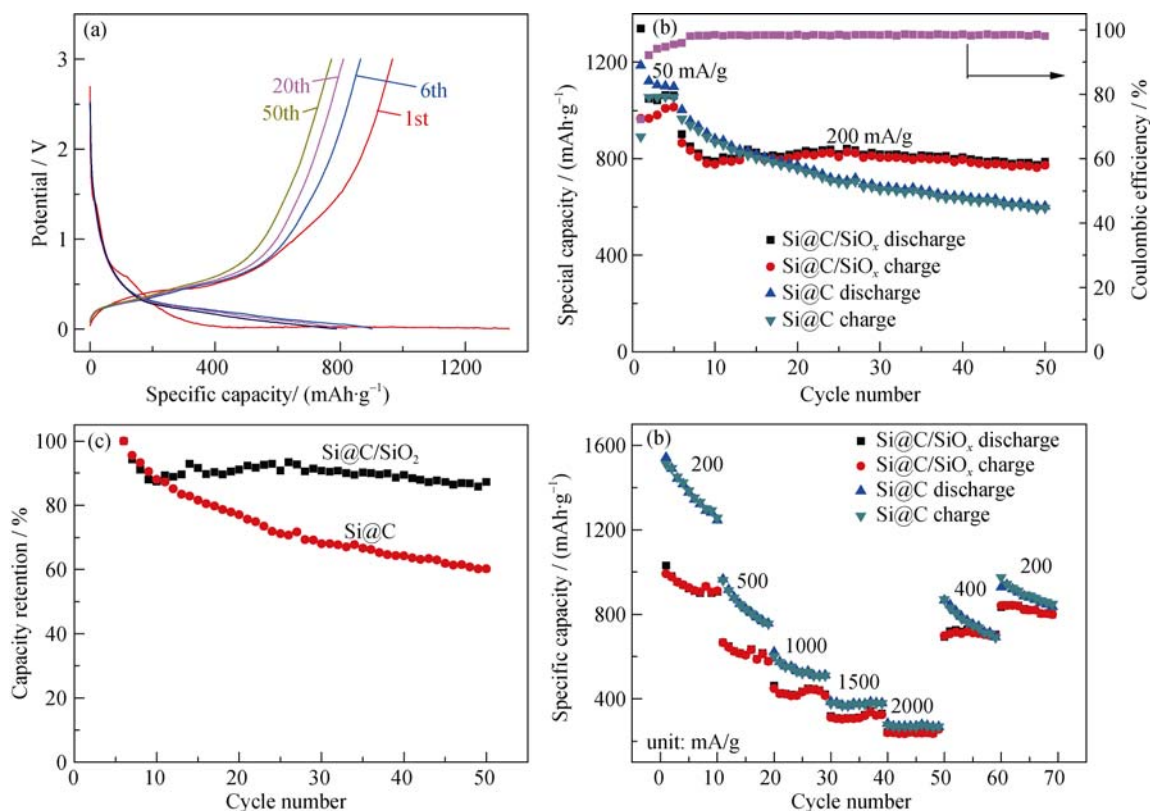 (a)
3
2
1
0
Potential / V
20th
50th
6th
1st
0
400
800
1200
Specific capacity/ (mAh·g⁻¹)
(b)
1200
900
600
300
0
Special capacity / (mAh·g⁻¹)
50 mA/g
200 mA/g
Si@C/SiOₓ discharge
Si@C/SiOₓ charge
Si@C discharge
Si@C charge
100
80
60
40
20
0
Coulombic efficiency / %
0
10
20
30
40
50
Cycle number
(c)
100
80
60
40
20
0
Capacity retention / %
Si@C/SiO₂
Si@C
0
10
20
30
40
50
Cycle number
(b)
1600
1200
800
400
Specific capacity / (mAh·g⁻¹)
Si@C/SiOₓ discharge
Si@C/SiOₓ charge
Si@C discharge
Si@C charge
200
500
1000
1500
2000
400
200
unit: mA/g
0
10
20
30
40
50
60
70
Cycle number